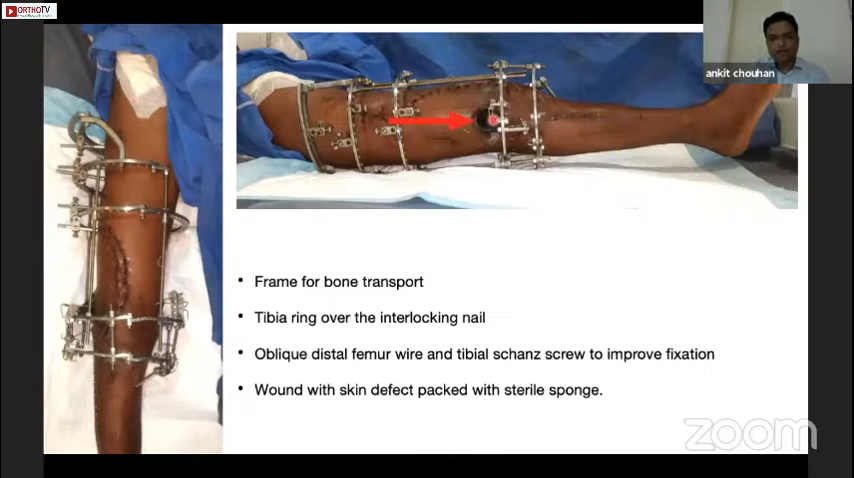 ORTHOTV
ankit chouhan
• Frame for bone transport
• Tibia ring over the interlocking nail
• Oblique distal femur wire and tibial schanz screw to improve fixation
• Wound with skin defect packed with sterile sponge.
zoom